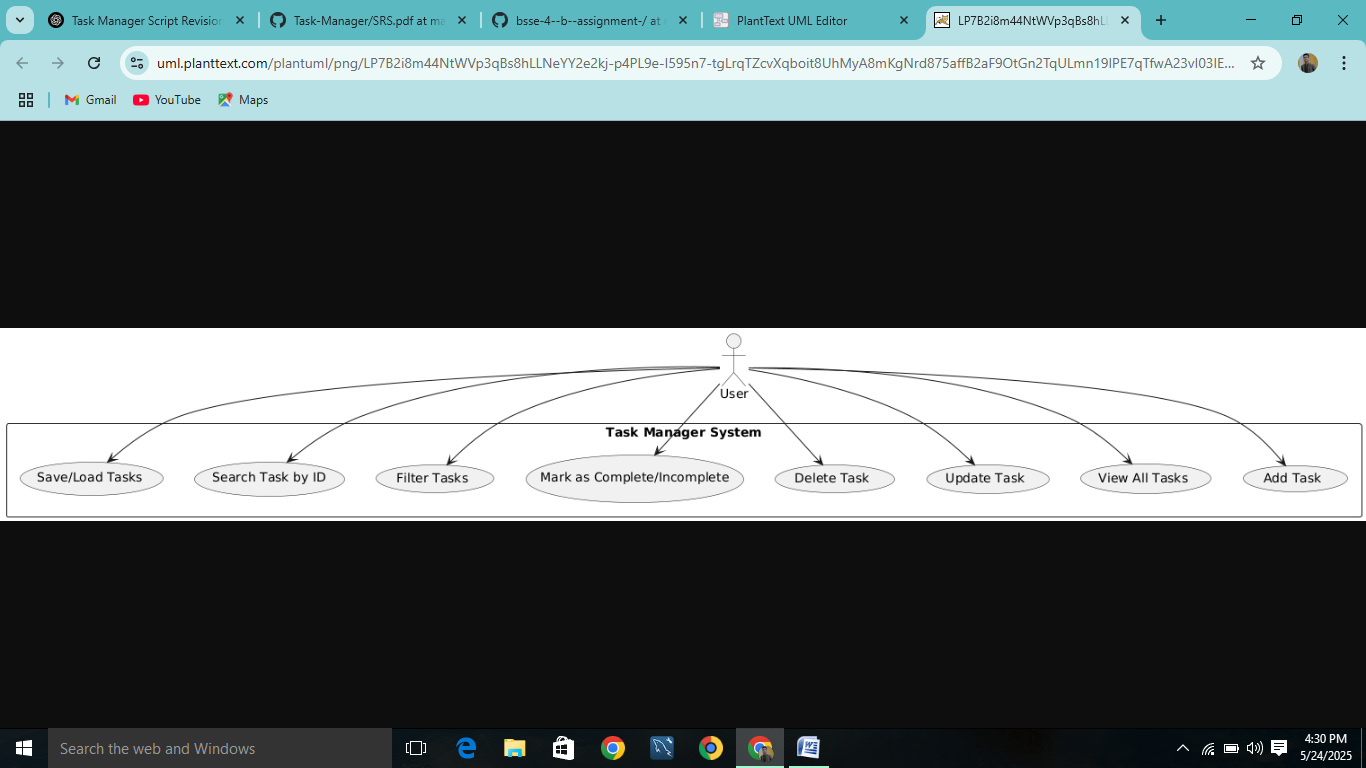 Task Manager Script Revision
Task-Manager/SRS.pdf at ma
bsse-4--b--assignment-/ at
PlantText UML Editor
LP7B2i8m44NtWVp3qBs8hLL
uml.planttext.com/plantuml/png/LP7B2i8m44NtWVp3qBs8hLLNeYY2e2kj-p4PL9e-I595n7-tgLrqTZcvXqboit8UhMyA8mKgNrd875affB2aF9OtGn2TqULmn19IPE7qTfwA23vl03IE...
Gmail
YouTube
Maps
User
Task Manager System
Save/Load Tasks
Search Task by ID
Filter Tasks
Mark as Complete/Incomplete
Delete Task
Update Task
View All Tasks
Add Task
Search the web and Windows
4:30 PM
5/24/2025